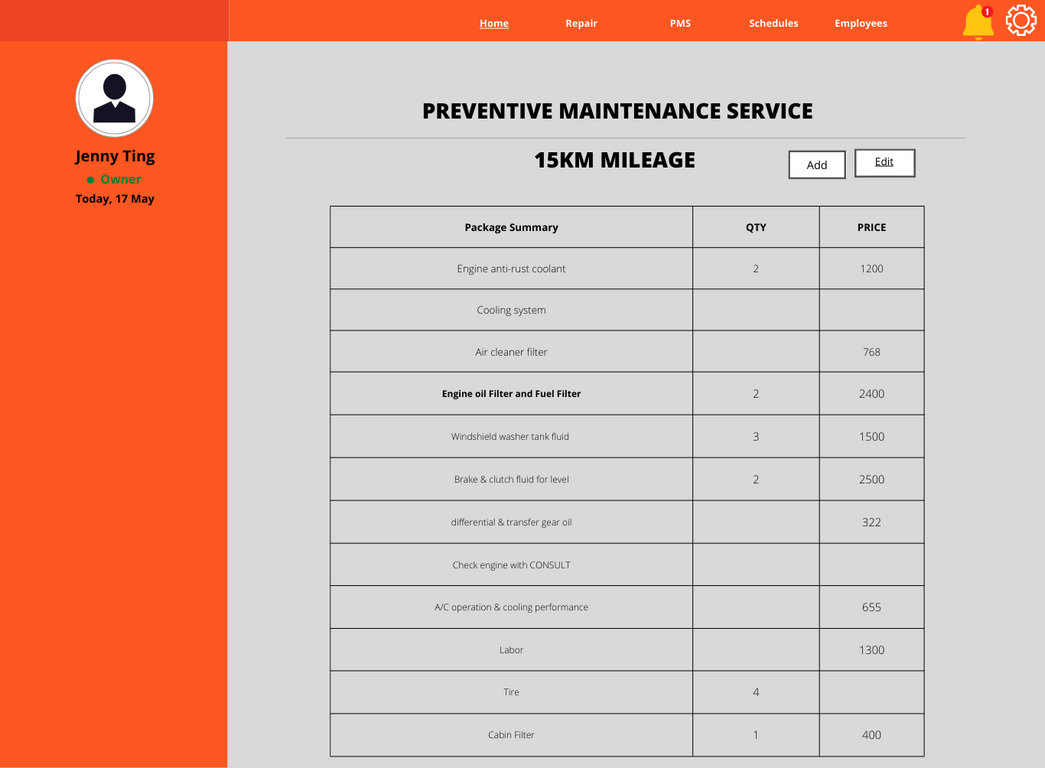 Home Repair PMS Schedules Employees 1
Jenny Ting
Owner
Today, 17 May
PREVENTIVE MAINTENANCE SERVICE
15KM MILEAGE Add Edit
Package Summary QTY PRICE
Engine anti-rust coolant 2 1200
Cooling system
Air cleaner filter 768
Engine oil Filter and Fuel Filter 2 2400
Windshield washer tank fluid 3 1500
Brake & clutch fluid for level 2 2500
differential & transfer gear oil 322
Check engine with CONSULT
A/C operation & cooling performance 655
Labor 1300
Tire 4
Cabin Filter 1 400